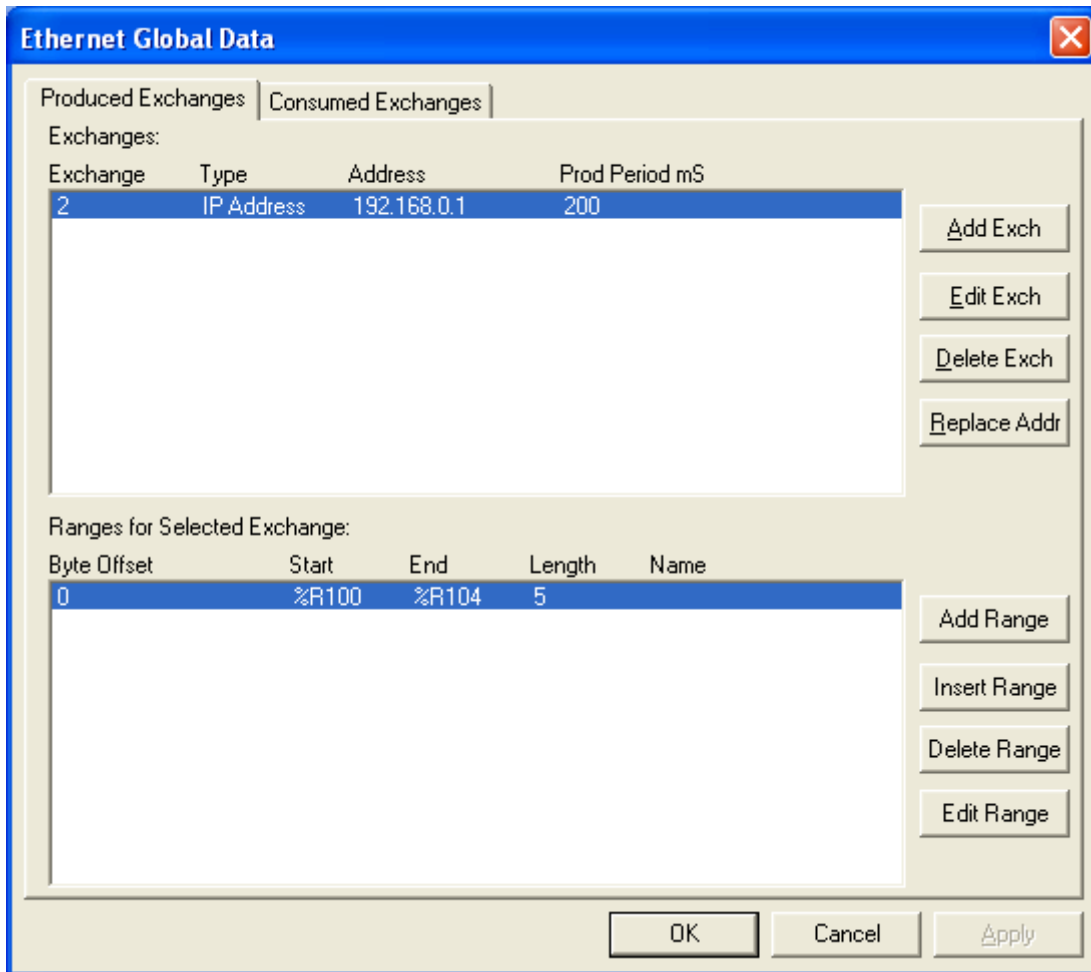 Ethernet Global Data
Produced Exchanges Consumed Exchanges
Exchanges:
Exchange Type Address Prod Period mS
2 IP Address 192.168.0.1 200
Add Exch
Edit Exch
Delete Exch
Replace Addr
Ranges for Selected Exchange:
Byte Offset Start End Length Name
0 %R100 %R104 5
Add Range
Insert Range
Delete Range
Edit Range
OK Cancel Apply